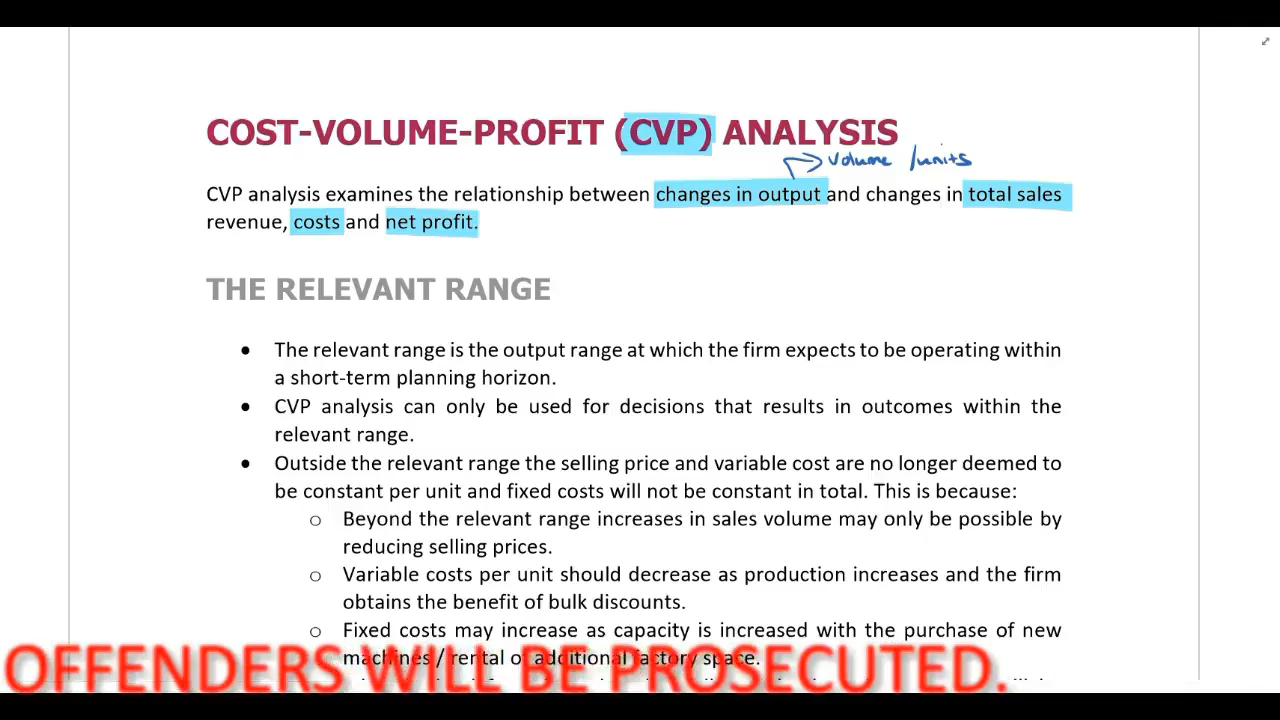 COST-VOLUME-PROFIT (CVP) ANALYSIS
volume /units
CVP analysis examines the relationship between changes in output and changes in total sales
revenue, costs and net profit.
THE RELEVANT RANGE
• The relevant range is the output range at which the firm expects to be operating within
a short-term planning horizon.
• CVP analysis can only be used for decisions that results in outcomes within the
relevant range.
• Outside the relevant range the selling price and variable cost are no longer deemed to
be constant per unit and fixed costs will not be constant in total. This is because:
o Beyond the relevant range increases in sales volume may only be possible by
reducing selling prices.
o Variable costs per unit should decrease as production increases and the firm
obtains the benefit of bulk discounts.
o Fixed costs may increase as capacity is increased with the purchase of new
machines / rental of additional factory space.
OFFENDERS WILL BE PROSECUTED.